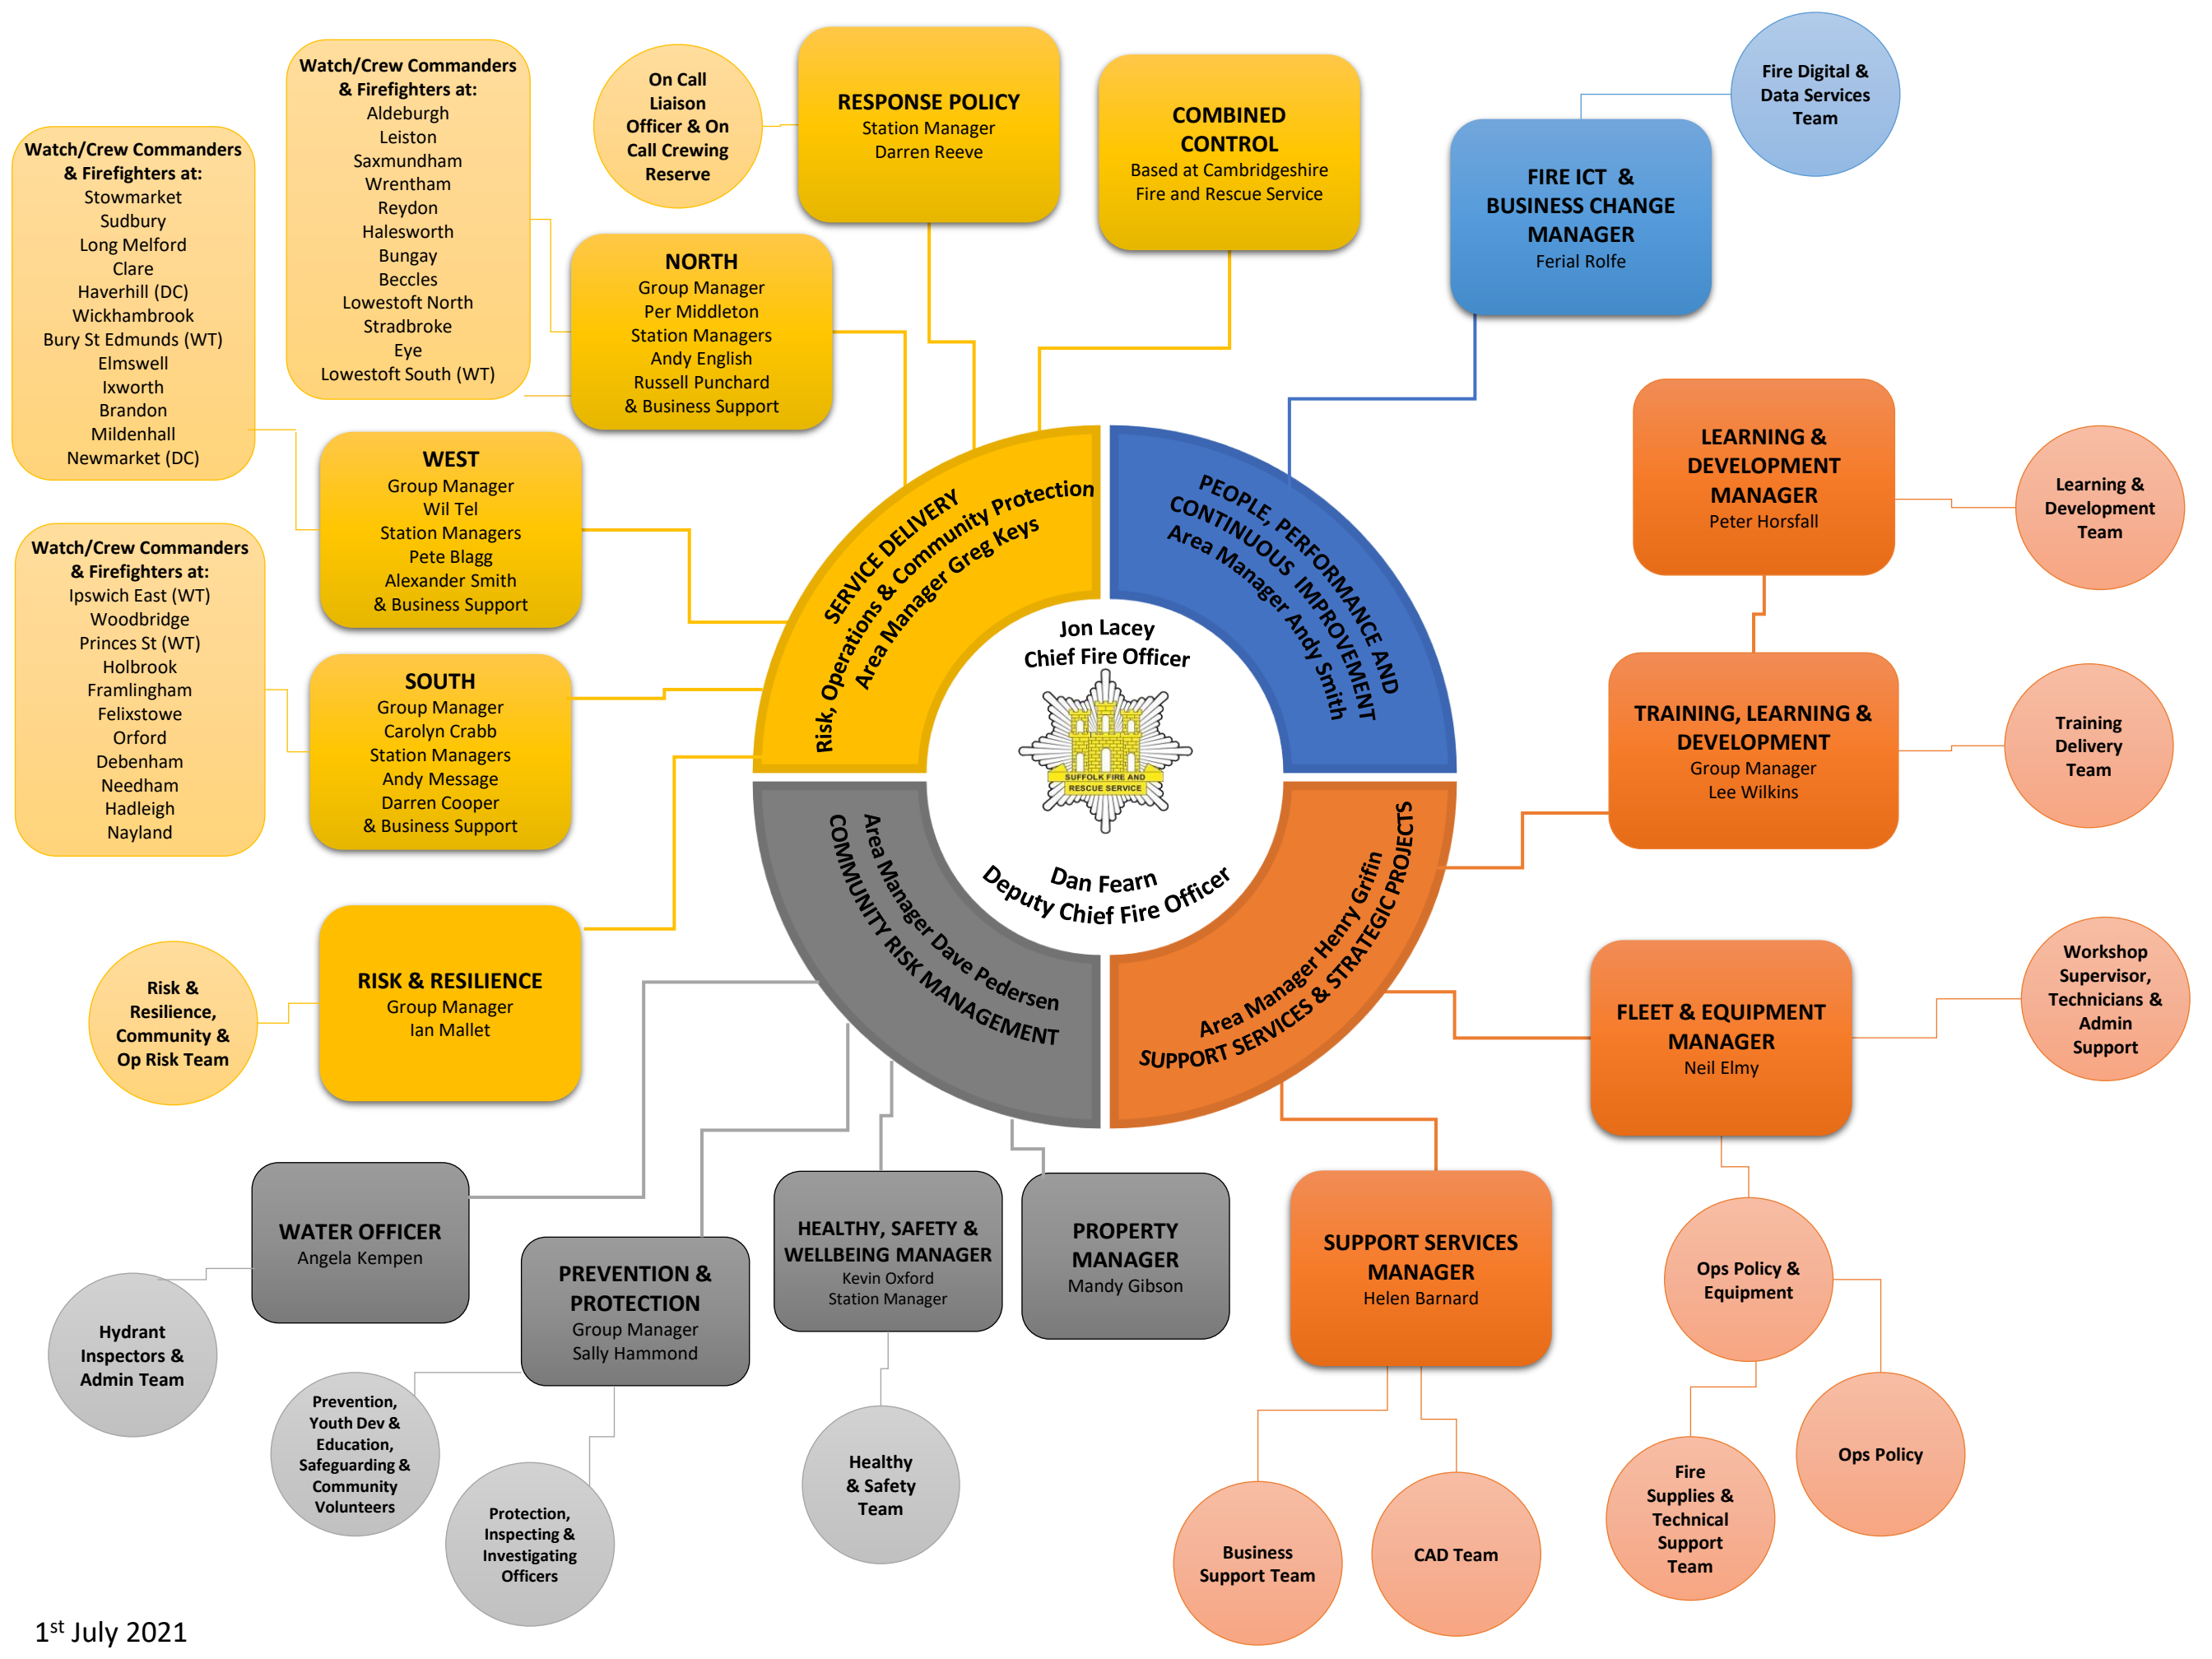 Watch/Crew Commanders
& Firefighters at:
Stowmarket
Sudbury
Long Melford
Clare
Haverhill (DC)
Wickhambrook
Bury St Edmunds (WT)
Elmswell
Ixworth
Brandon
Mildenhall
Newmarket (DC)
Watch/Crew Commanders
& Firefighters at:
Aldeburgh
Leiston
Saxmundham
Wrentham
Reydon
Halesworth
Bungay
Beccles
Lowestoft North
Stradbroke
Eye
Lowestoft South (WT)
Watch/Crew Commanders
& Firefighters at:
Ipswich East (WT)
Woodbridge
Princes St (WT)
Holbrook
Framlingham
Felixstowe
Orford
Debenham
Needham
Hadleigh
Nayland
On Call
Liaison
Officer & On
Call Crewing
Reserve
RESPONSE POLICY
Station Manager
Darren Reeve
COMBINED
CONTROL
Based at Cambridgeshire
Fire and Rescue Service
NORTH
Group Manager
Per Middleton
Station Managers
Andy English
Russell Punchard
& Business Support
WEST
Group Manager
Wil Tel
Station Managers
Pete Blagg
Alexander Smith
& Business Support
SOUTH
Group Manager
Carolyn Crabb
Station Managers
Andy Message
Darren Cooper
& Business Support
RISK & RESILIENCE
Group Manager
Ian Mallet
Risk &
Resilience,
Community &
Op Risk Team
FIRE ICT &
BUSINESS CHANGE
MANAGER
Ferial Rolfe
Fire Digital &
Data Services
Team
SERVICE DELIVERY
Risk, Operations & Community Protection
Area Manager Greg Keys
PEOPLE, PERFORMANCE AND
CONTINUOUS IMPROVEMENT
Area Manager Andy Smith
Jon Lacey
Chief Fire Officer
SUFFOLK FIRE AND
RESCUE SERVICE
Dan Fearn
Deputy Chief Fire Officer
Area Manager Dave Pedersen
COMMUNITY RISK MANAGEMENT
Area Manager Henry Grifin
SUPPORT SERVICES & STRATEGIC PROJECTS
LEARNING &
DEVELOPMENT
MANAGER
Peter Horsfall
Learning &
Development
Team
TRAINING, LEARNING &
DEVELOPMENT
Group Manager
Lee Wilkins
Training
Delivery
Team
FLEET & EQUIPMENT
MANAGER
Neil Elmy
Workshop
Supervisor,
Technicians &
Admin
Support
Ops Policy &
Equipment
Ops Policy
Fire
Supplies &
Technical
Support
Team
SUPPORT SERVICES
MANAGER
Helen Barnard
Business
Support Team
CAD Team
WATER OFFICER
Angela Kempen
Hydrant
Inspectors &
Admin Team
PREVENTION &
PROTECTION
Group Manager
Sally Hammond
Prevention,
Youth Dev &
Education,
Safeguarding &
Community
Volunteers
Protection,
Inspecting &
Investigating
Officers
HEALTHY, SAFETY &
WELLBEING MANAGER
Kevin Oxford
Station Manager
Healthy
& Safety
Team
PROPERTY
MANAGER
Mandy Gibson
1st July 2021